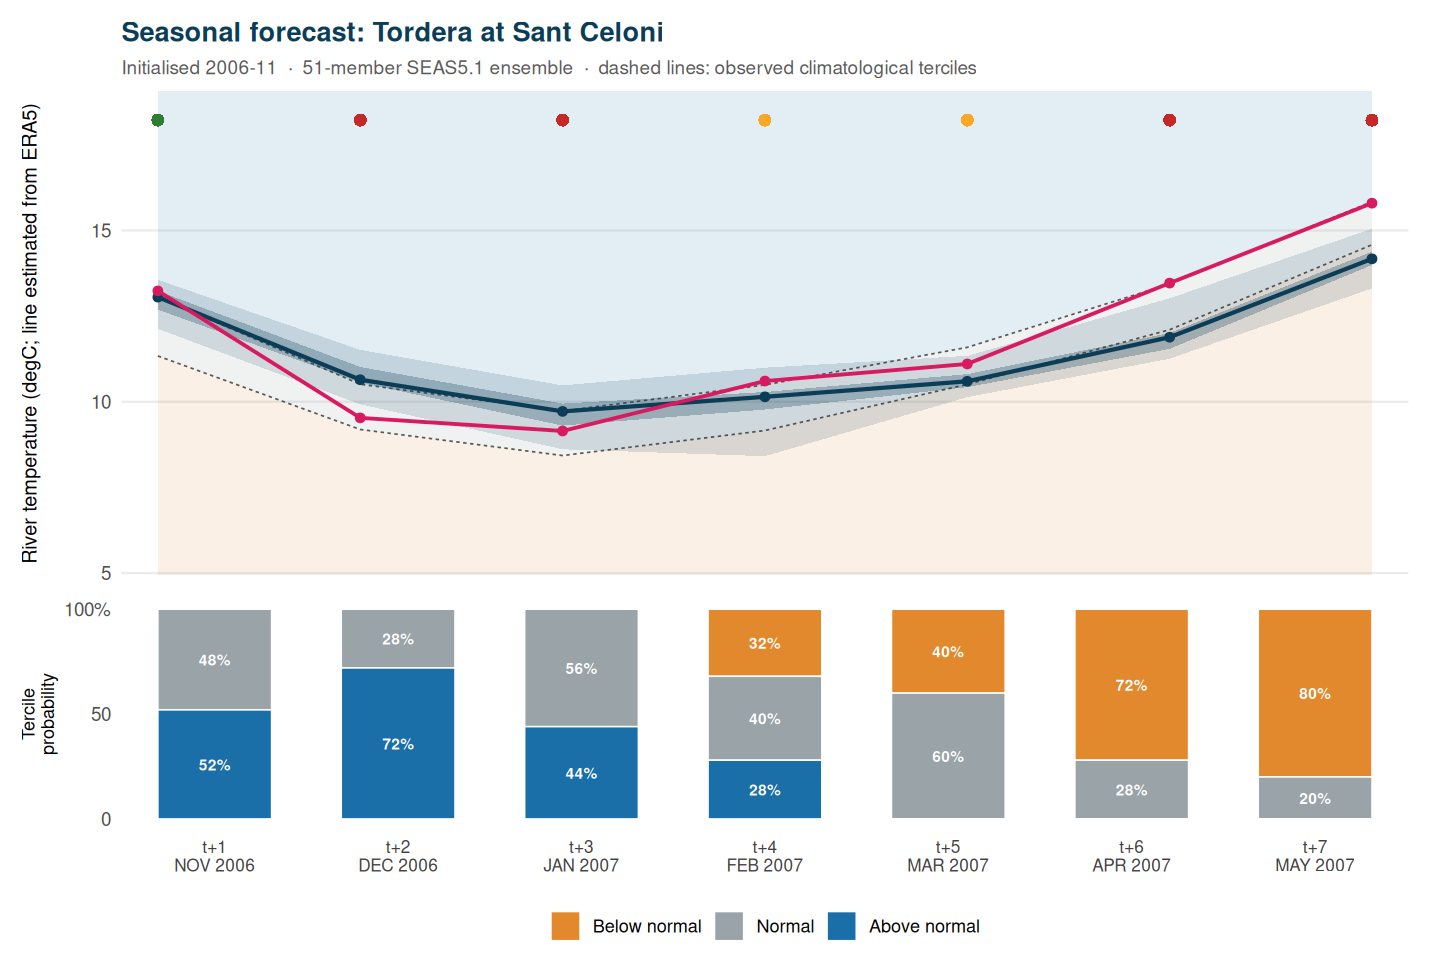 Seasonal forecast: Tordera at Sant Celoni
Initialised 2006-11 · 51-member SEAS5.1 ensemble · dashed lines: observed climatological terciles
River temperature (degC; line estimated from ERA5)
15
10
5
Tercile
probability
100%
50
0
48%
52%
28%
72%
56%
44%
32%
40%
28%
40%
60%
72%
28%
80%
20%
t+1
NOV 2006
t+2
DEC 2006
t+3
JAN 2007
t+4
FEB 2007
t+5
MAR 2007
t+6
APR 2007
t+7
MAY 2007
Below normal
Normal
Above normal